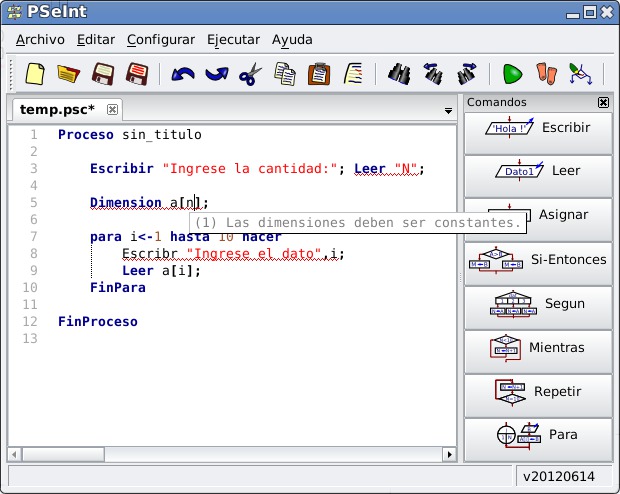 PSeInt
Archivo Editar Configurar Ejecutar Ayuda
temp.psc*
1 Proceso sin_titulo
2
3 Escribir "Ingrese la cantidad:"; Leer "N";
4
5 Dimension a[n];
(1) Las dimensiones deben ser constantes.
6
7 para i<-1 hasta 10 hacer
8 Escribr "Ingrese el dato",i;
9 Leer a[i];
10 FinPara
11
12 FinProceso
13
Comandos
"Hola !" Escribir
Dato1 Leer
Asignar
Si-Entonces
Segun
Mientras
Repetir
Para
v20120614